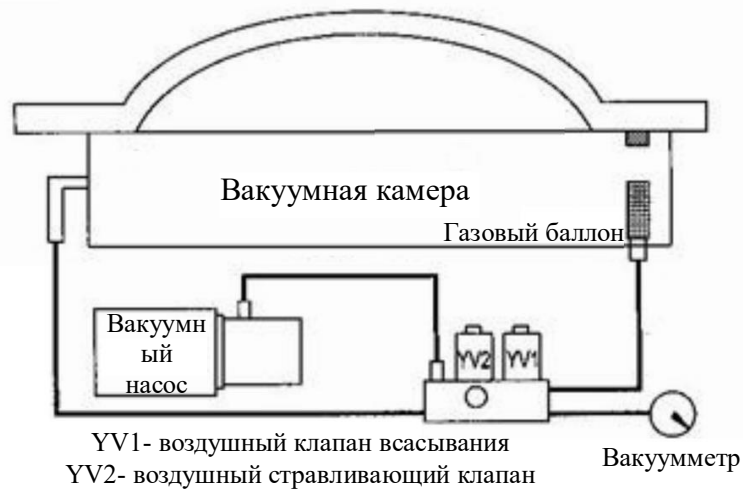 Вакуумная камера
Газовый баллон
Вакуумн
ый
насос
YV2
YV1
YV1- воздушный клапан всасывания
YV2- воздушный стравливающий клапан
Вакуумметр